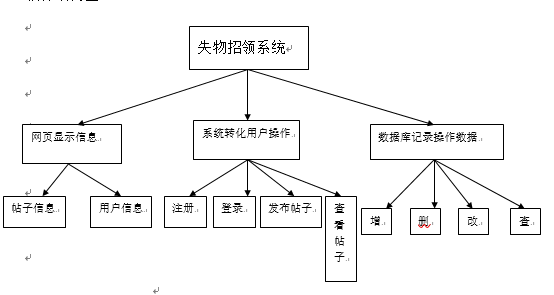 失物招领系统
网页显示信息
系统转化用户操作
数据库记录操作数据
帖子信息
用户信息
注册
登录
发布帖子
查
看
帖
子
增
删
改
查